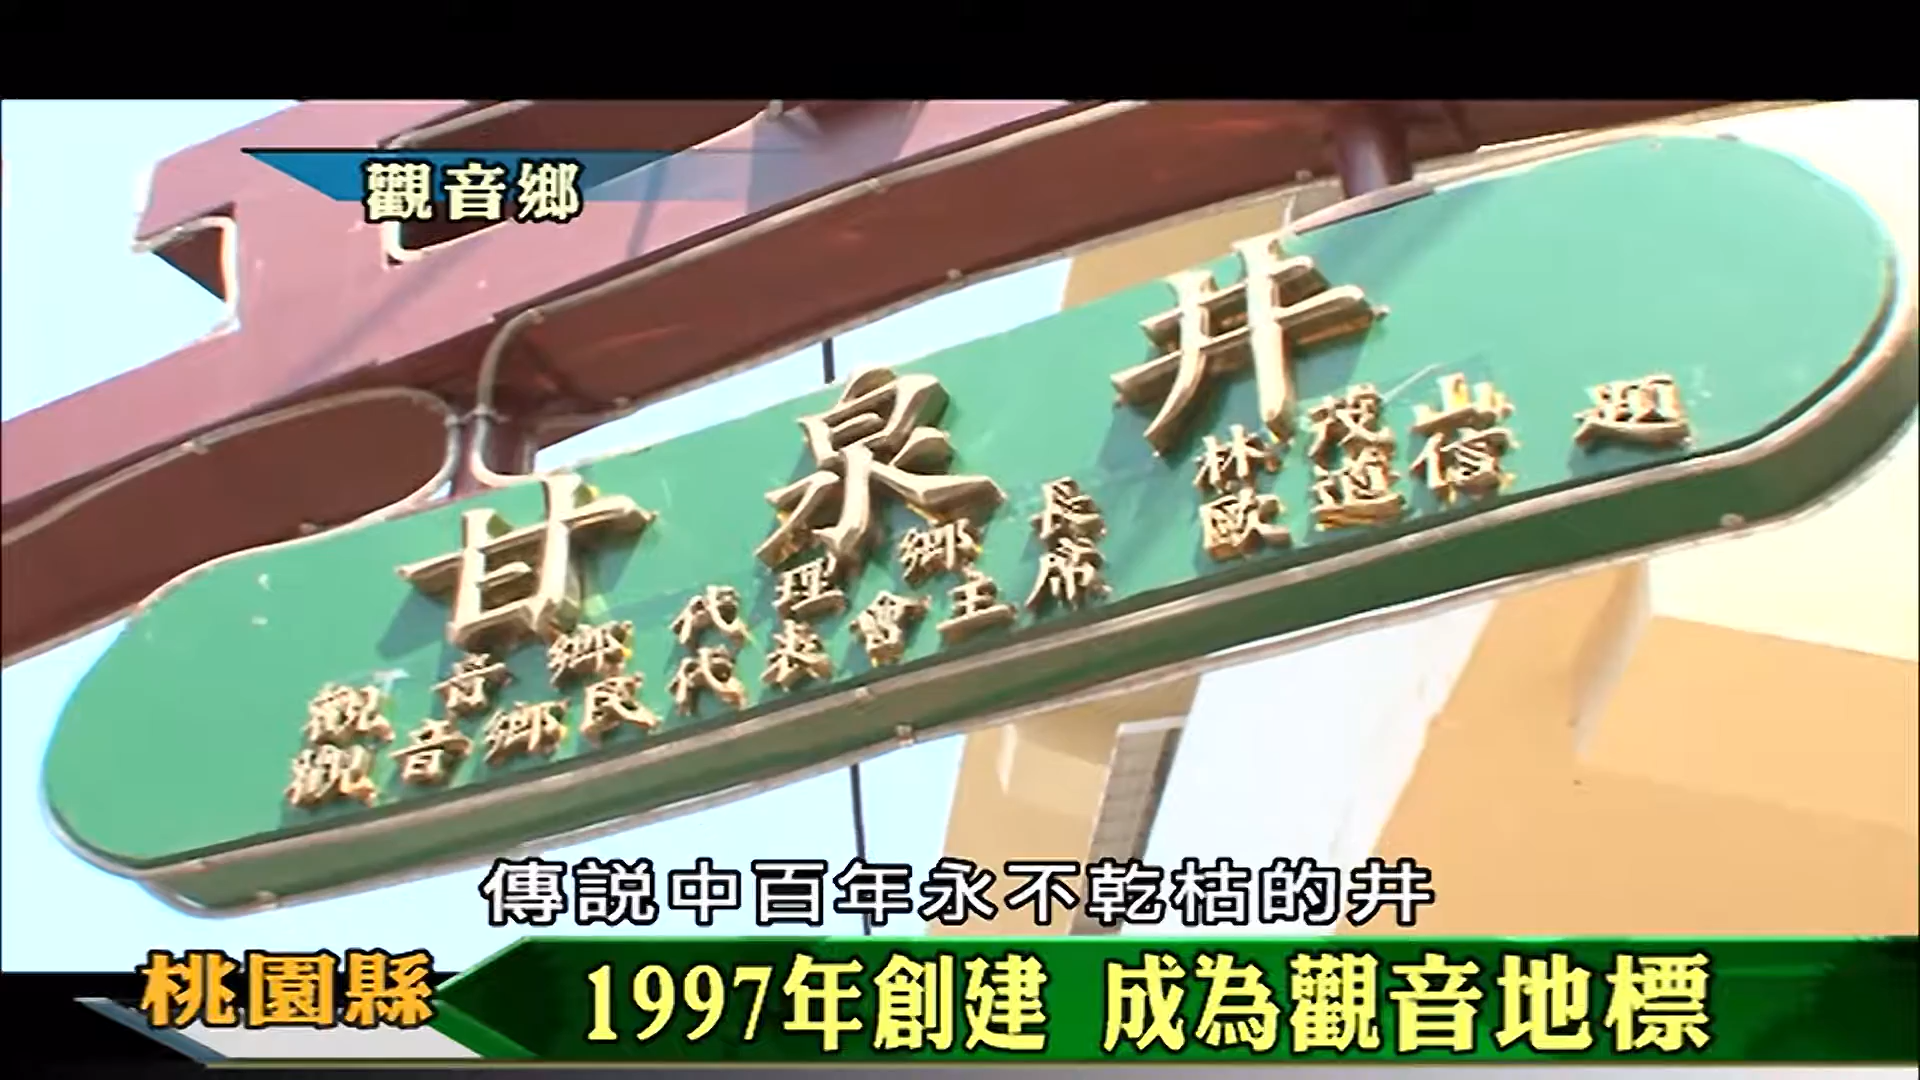 觀音鄉
甘泉井
觀音鄉代理鄉長 林茂
觀音鄉民代表會主席 歐道信 題
傳說中百年永不乾枯的井
桃園縣
1997年創建 成為觀音地標